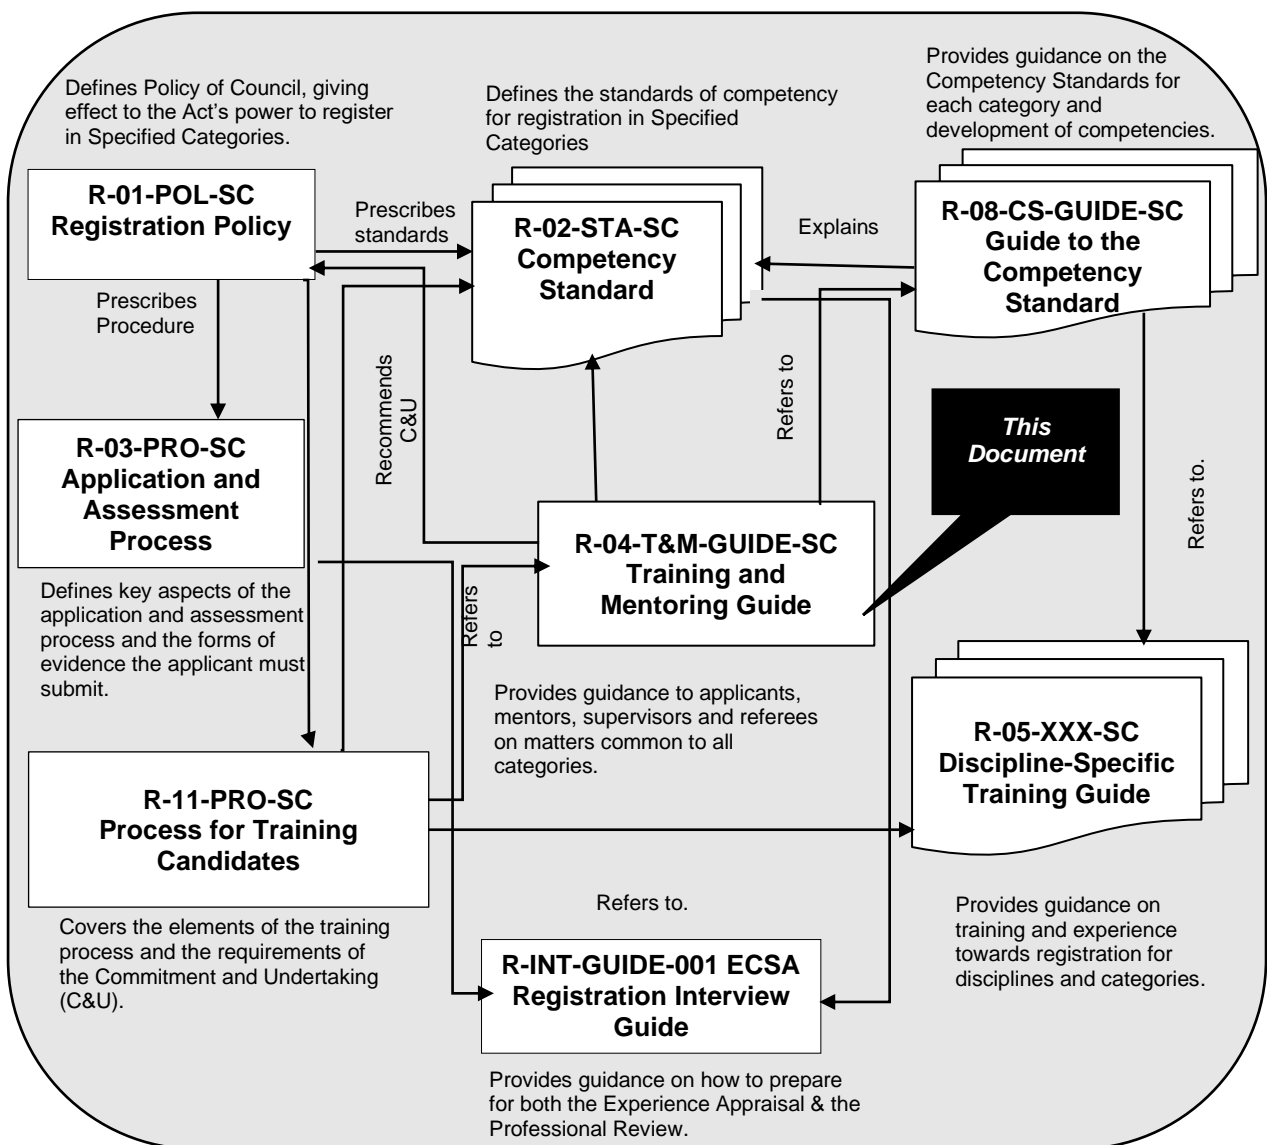 Defines Policy of Council, giving
effect to the Act's power to register
in Specified Categories.
Defines the standards of competency
for registration in Specified
Categories
Provides guidance on the
Competency Standards for
each category and
development of competencies.
R-01-POL-SC
Registration Policy
Prescribes
standards
R-02-STA-SC
Competency
Standard
Explains
R-08-CS-GUIDE-SC
Guide to the
Competency
Standard
Prescribes
Procedure
Recommends
C&U
Refers to
This
Document
Refers to.
R-03-PRO-SC
Application and
Assessment
Process
Defines key aspects of the
application and assessment
process and the forms of
evidence the applicant must
submit.
Refers
to
R-04-T&M-GUIDE-SC
Training and
Mentoring Guide
Provides guidance to applicants,
mentors, supervisors and referees
on matters common to all
categories.
R-05-XXX-SC
Discipline-Specific
Training Guide
R-11-PRO-SC
Process for Training
Candidates
Covers the elements of the training
process and the requirements of
the Commitment and Undertaking
(C&U).
Refers to.
Provides guidance on
training and experience
towards registration for
disciplines and categories.
R-INT-GUIDE-001 ECSA
Registration Interview
Guide
Provides guidance on how to prepare
for both the Experience Appraisal & the
Professional Review.